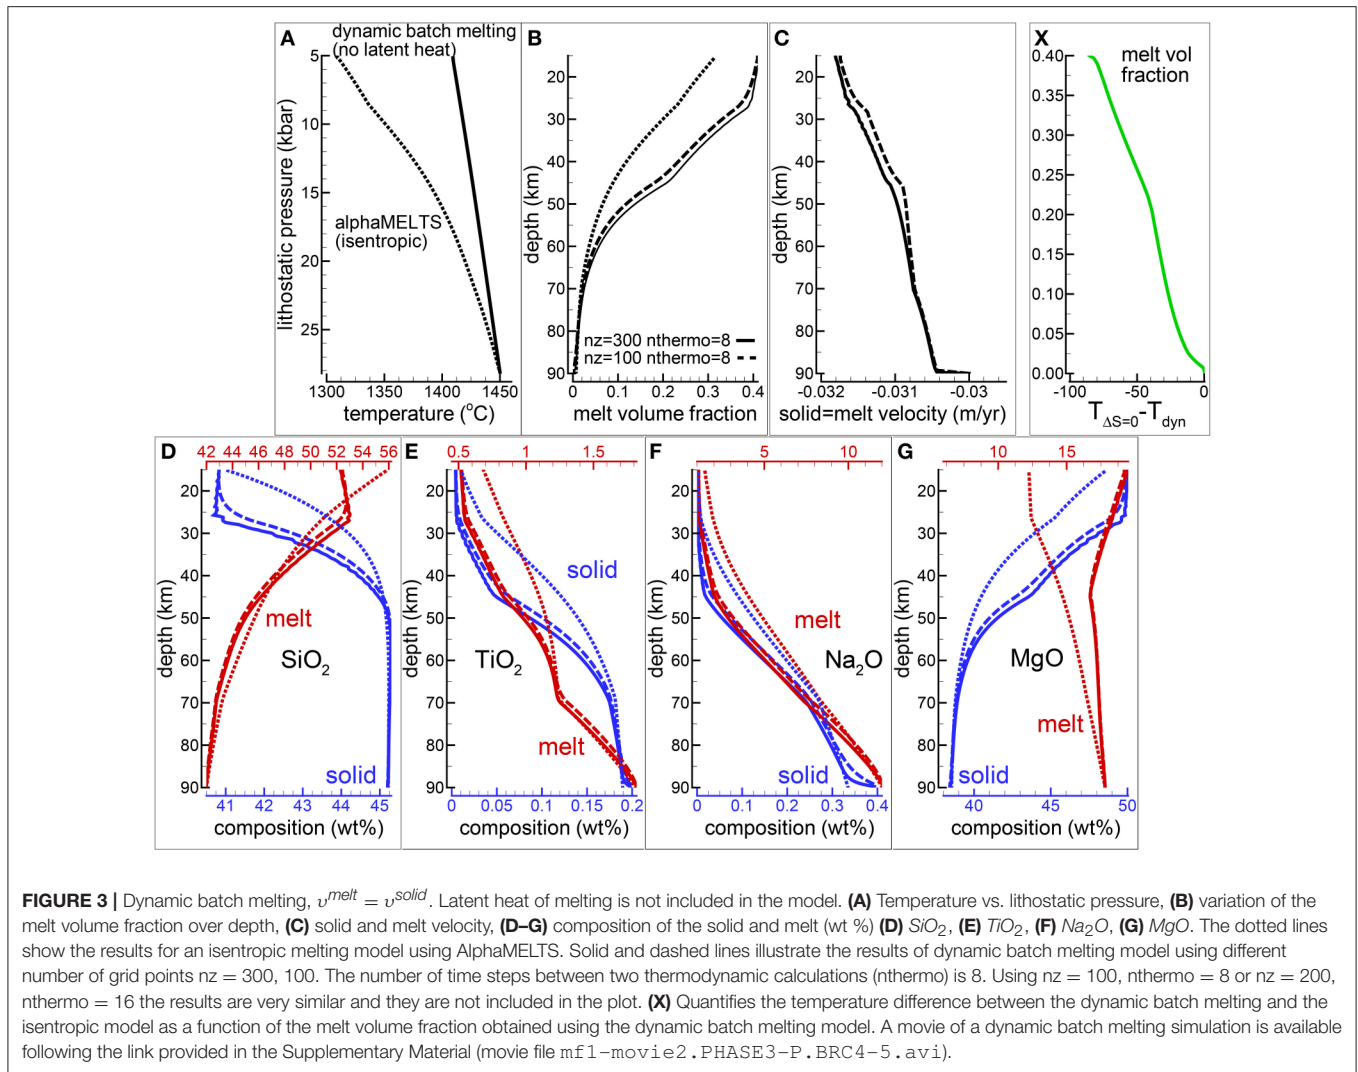 A
dynamic batch melting
(no latent heat)
5
10
15
20
25
lithostatic pressure (kbar)
alphaMELTS
(isentropic)
1300 1350 1400 1450
temperature (°C)
B
20
30
40
50
60
70
80
90
depth (km)
nz=300 nthermo=8
nz=100 nthermo=8
0 0.1 0.2 0.3 0.4
melt volume fraction
C
20
30
40
50
60
70
80
90
depth (km)
-0.032 -0.031 -0.03
solid=melt velocity (m/yr)
X
melt vol
fraction
0.40
0.35
0.30
0.25
0.20
0.15
0.10
0.05
0.00
-100 -50 0
TΔS=0-Tdyn
D
42 44 46 48 50 52 54 56
20
30
40
50
60
70
80
90
depth (km)
melt
SiO2
solid
41 42 43 44 45
composition (wt%)
E
0.5 1 1.5
20
30
40
50
60
70
80
90
depth (km)
solid
TiO2
melt
0 0.05 0.1 0.15 0.2
composition (wt%)
F
5 10
20
30
40
50
60
70
80
90
depth (km)
melt
Na2O
solid
0 0.1 0.2 0.3 0.4
composition (wt%)
G
10 15
20
30
40
50
60
70
80
90
depth (km)
MgO
melt
solid
40 45 50
composition (wt%)
FIGURE 3 | Dynamic batch melting, υmelt = υsolid. Latent heat of melting is not included in the model. (A) Temperature vs. lithostatic pressure, (B) variation of the
melt volume fraction over depth, (C) solid and melt velocity, (D–G) composition of the solid and melt (wt %) (D) SiO2, (E) TiO2, (F) Na2O, (G) MgO. The dotted lines
show the results for an isentropic melting model using AlphaMELTS. Solid and dashed lines illustrate the results of dynamic batch melting model using different
number of grid points nz = 300, 100. The number of time steps between two thermodynamic calculations (nthermo) is 8. Using nz = 100, nthermo = 8 or nz = 200,
nthermo = 16 the results are very similar and they are not included in the plot. (X) Quantifies the temperature difference between the dynamic batch melting and the
isentropic model as a function of the melt volume fraction obtained using the dynamic batch melting model. A movie of a dynamic batch melting simulation is available
following the link provided in the Supplementary Material (movie file mf1-movie2.PHASE3-P.BRC4-5.avi).